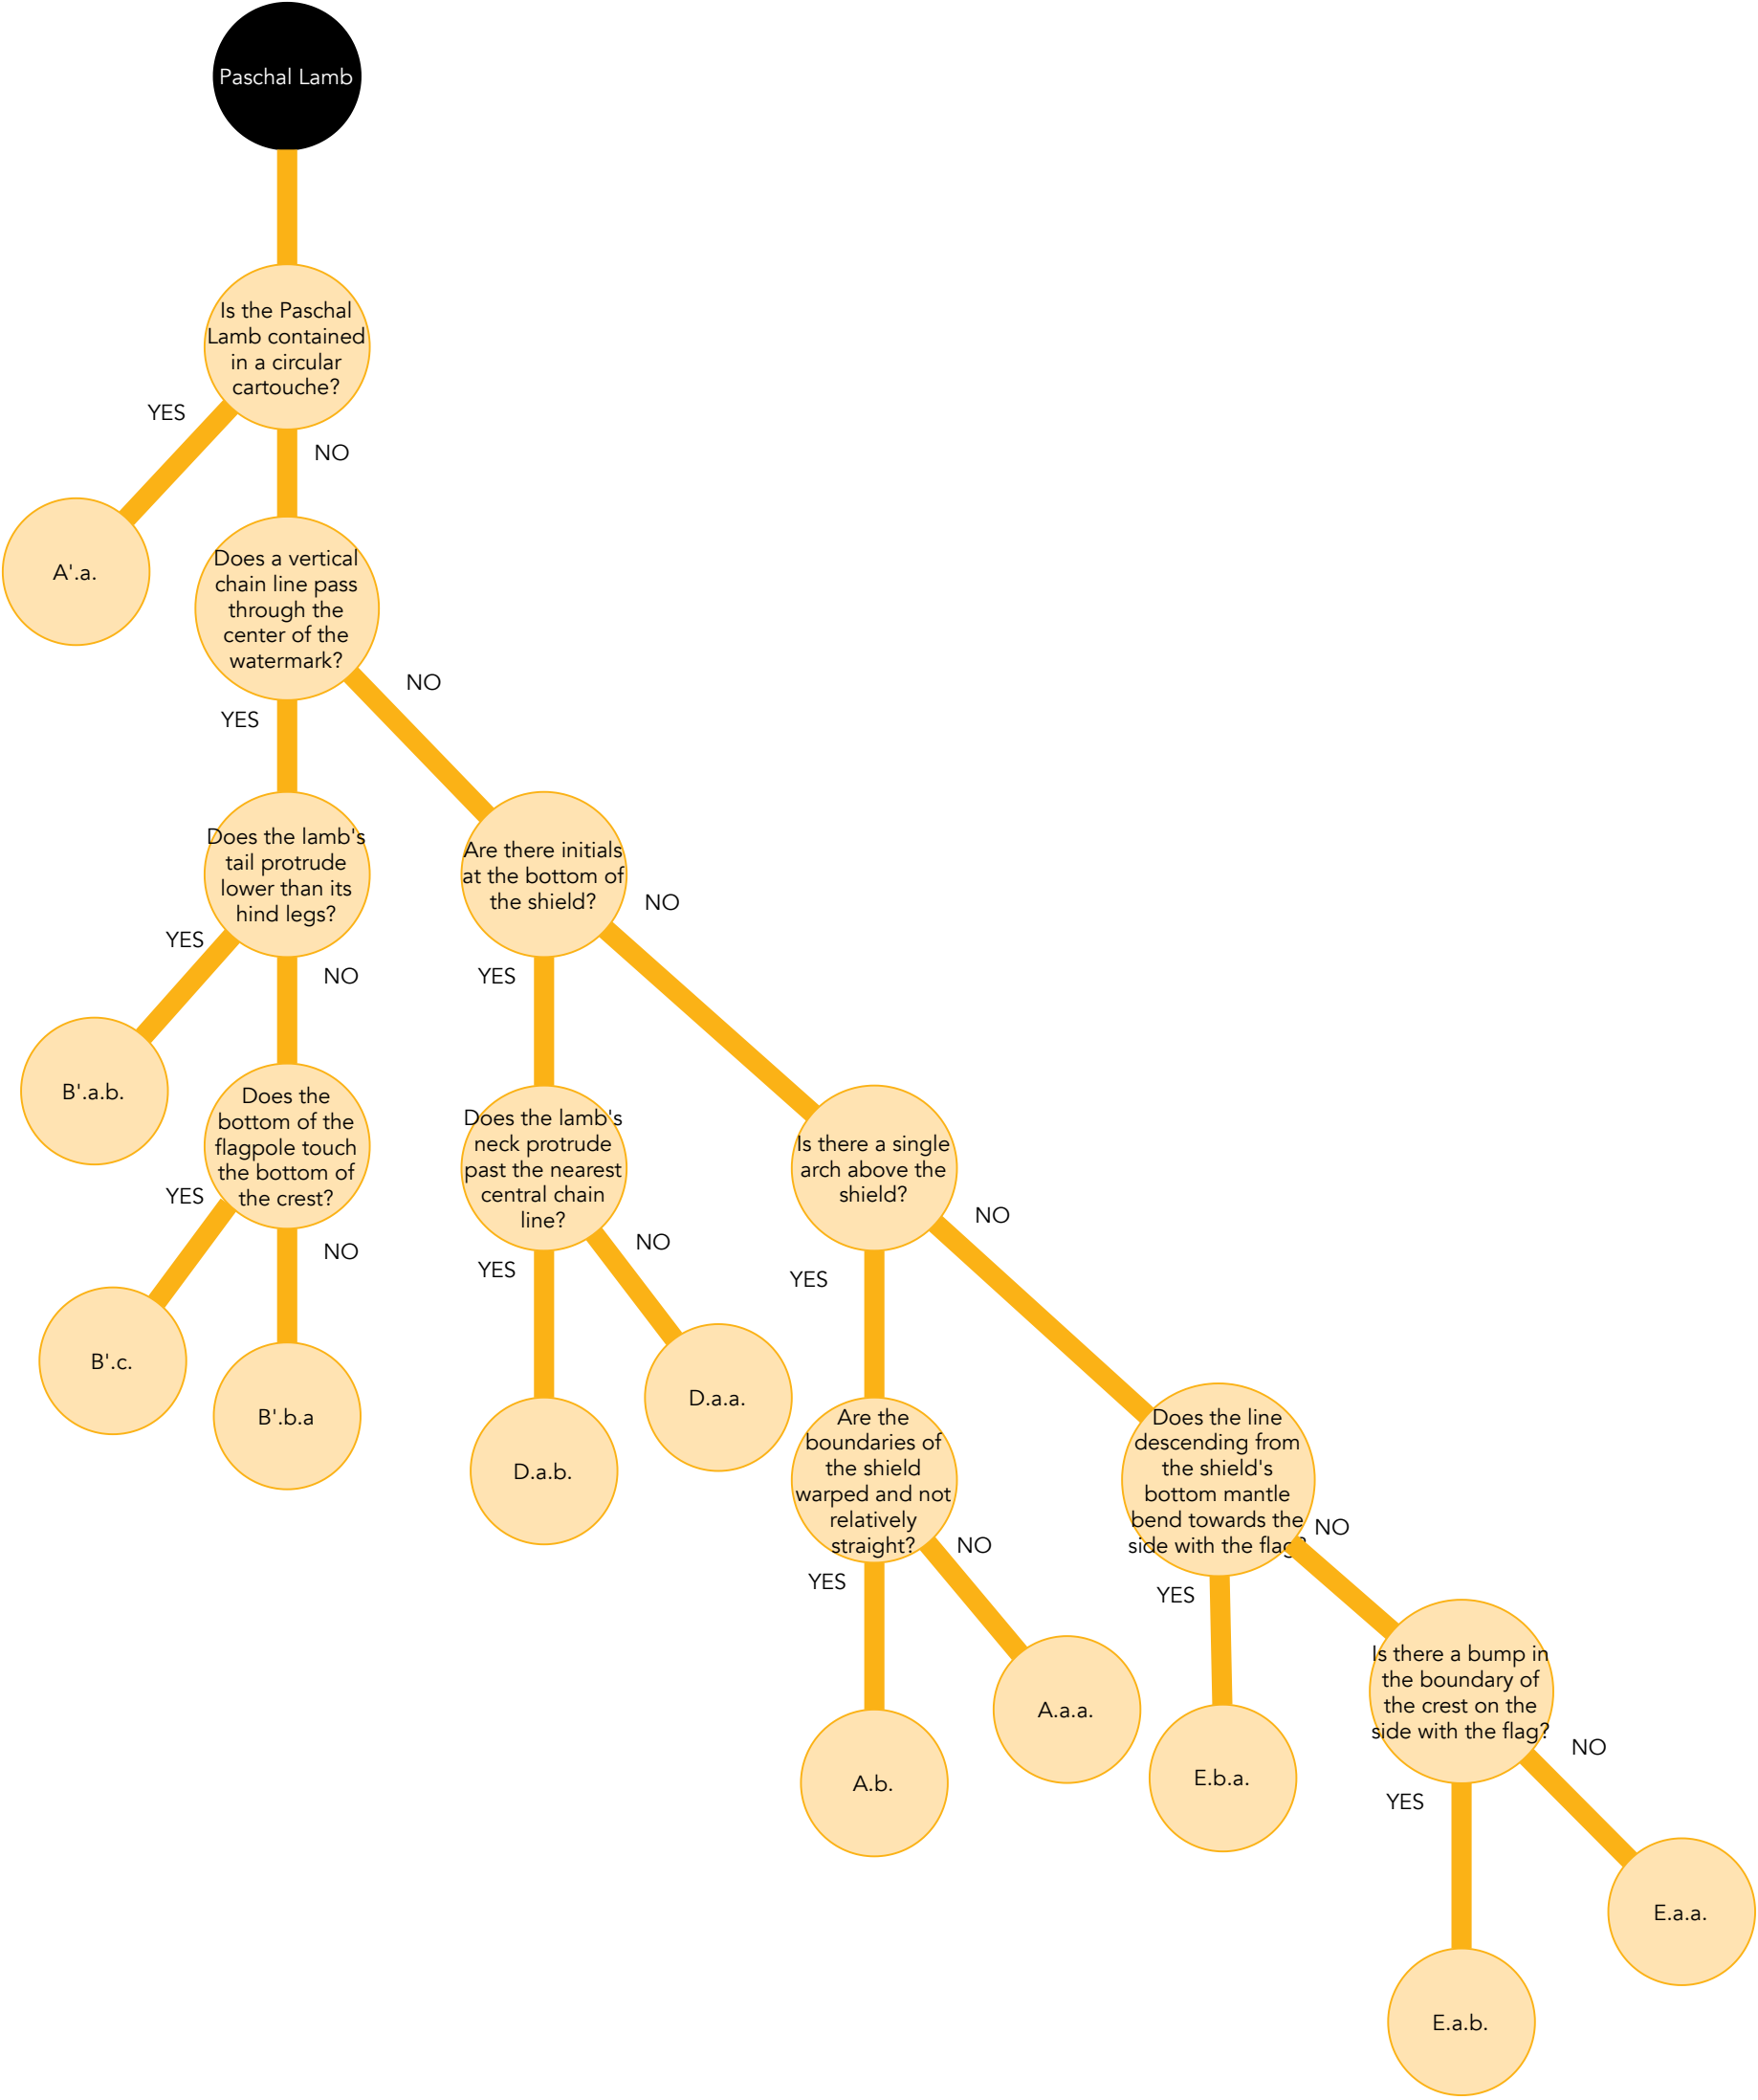 Paschal Lamb
Is the Paschal
Lamb contained
in a circular
cartouche?
YES
NO
A'.a.
Does a vertical
chain line pass
through the
center of the
watermark?
NO
YES
Does the lamb's
tail protrude
lower than its
hind legs?
Are there initials
at the bottom of
the shield?
NO
YES
NO
YES
B'.a.b.
Does the
bottom of the
flagpole touch
the bottom of
the crest?
Does the lamb's
neck protrude
past the nearest
central chain
line?
Is there a single
arch above the
shield?
YES
NO
YES
NO
NO
YES
B'.c.
B'.b.a
D.a.b.
D.a.a.
Are the
boundaries of
the shield
warped and not
relatively
straight?
Does the line
descending from
the shield's
bottom mantle
bend towards the
side with the flag?
NO
NO
YES
YES
A.b.
A.a.a.
E.b.a.
Is there a bump in
the boundary of
the crest on the
side with the flag?
NO
YES
E.a.a.
E.a.b.